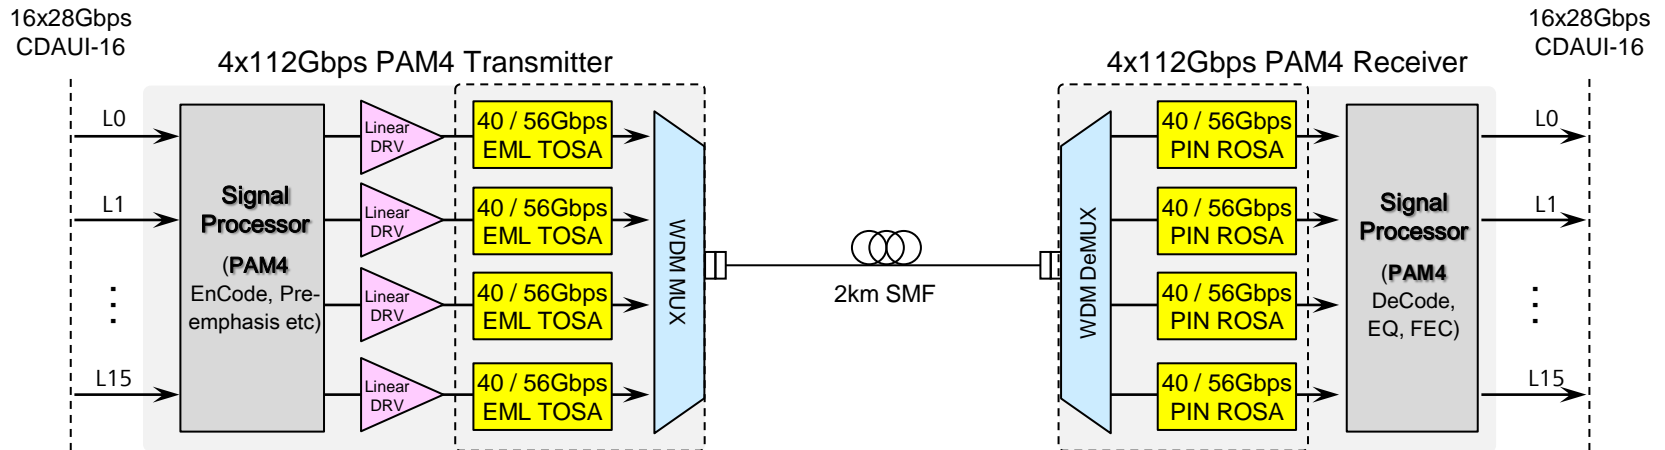 16x28Gbps
CDAUI-16
4x112Gbps PAM4 Transmitter
4x112Gbps PAM4 Receiver
16x28Gbps
CDAUI-16
L0
L1
L15
Signal
Processor
(PAM4
EnCode, Pre-
emphasis etc)
Linear
DRV
Linear
DRV
Linear
DRV
Linear
DRV
40 / 56Gbps
EML TOSA
40 / 56Gbps
EML TOSA
40 / 56Gbps
EML TOSA
40 / 56Gbps
EML TOSA
WDM MUX
2km SMF
WDM DeMUX
40 / 56Gbps
PIN ROSA
40 / 56Gbps
PIN ROSA
40 / 56Gbps
PIN ROSA
40 / 56Gbps
PIN ROSA
Signal
Processor
(PAM4
DeCode,
EQ, FEC)
L0
L1
L15